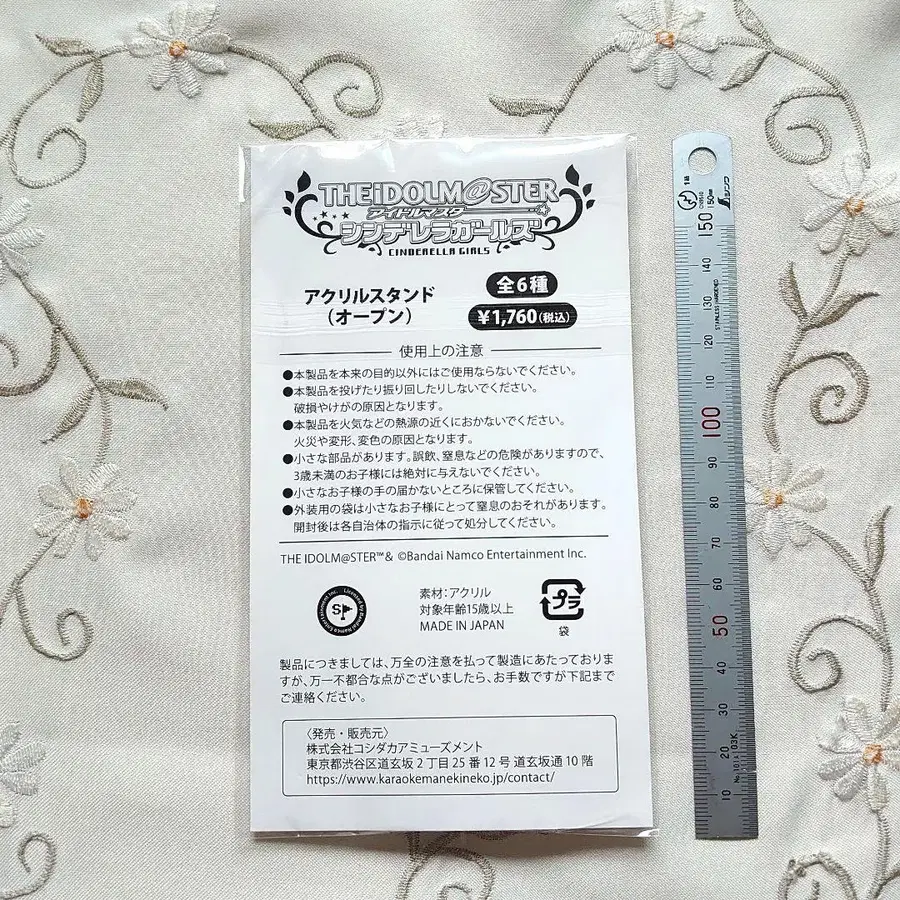 THE iDOLM@STER
アイドルマスター
シンデレラガールズ
CINDERELLA GIRLS
アクリルスタンド
(オープン)
全6種
¥1,760(税込)
使用上の注意
●本製品を本来の目的以外にはご使用ならないでください。
●本製品を投げたり振り回したりしないでください。
破損やけがの原因となります。
●本製品を火気などの熱源の近くにおかないでください。
火災や変形、変色の原因となります。
●小さな部品があります。誤飲、窒息などの危険がありますので、
3歳未満のお子様には絶対に与えないでください。
●小さなお子様の手の届かないところに保管してください。
●外装用の袋は小さなお子様にとって窒息のおそれがあります。
開封後は各自治体の指示に従って処分してください。
THE IDOLM@STER™& ©Bandai Namco Entertainment Inc.
Licensed by Bandai Namco Entertainment Inc.
SP
素材:アクリル
対象年齢15歳以上
MADE IN JAPAN
プラ
袋
製品につきましては、万全の注意を払って製造にあたっておりま
すが、万一不都合な点がございましたら、お手数ですが下記まで
ご連絡ください。
〈発売・販売元〉
株式会社コシダカアミューズメント
東京都渋谷区道玄坂2丁目25番12号 道玄坂通10階
https://www.karaokemanekineko.jp/contact/
シンワ
150
140
130
STAINLESS HARDENED
120
110
100
90
80
70
60
50
40
30
20
10